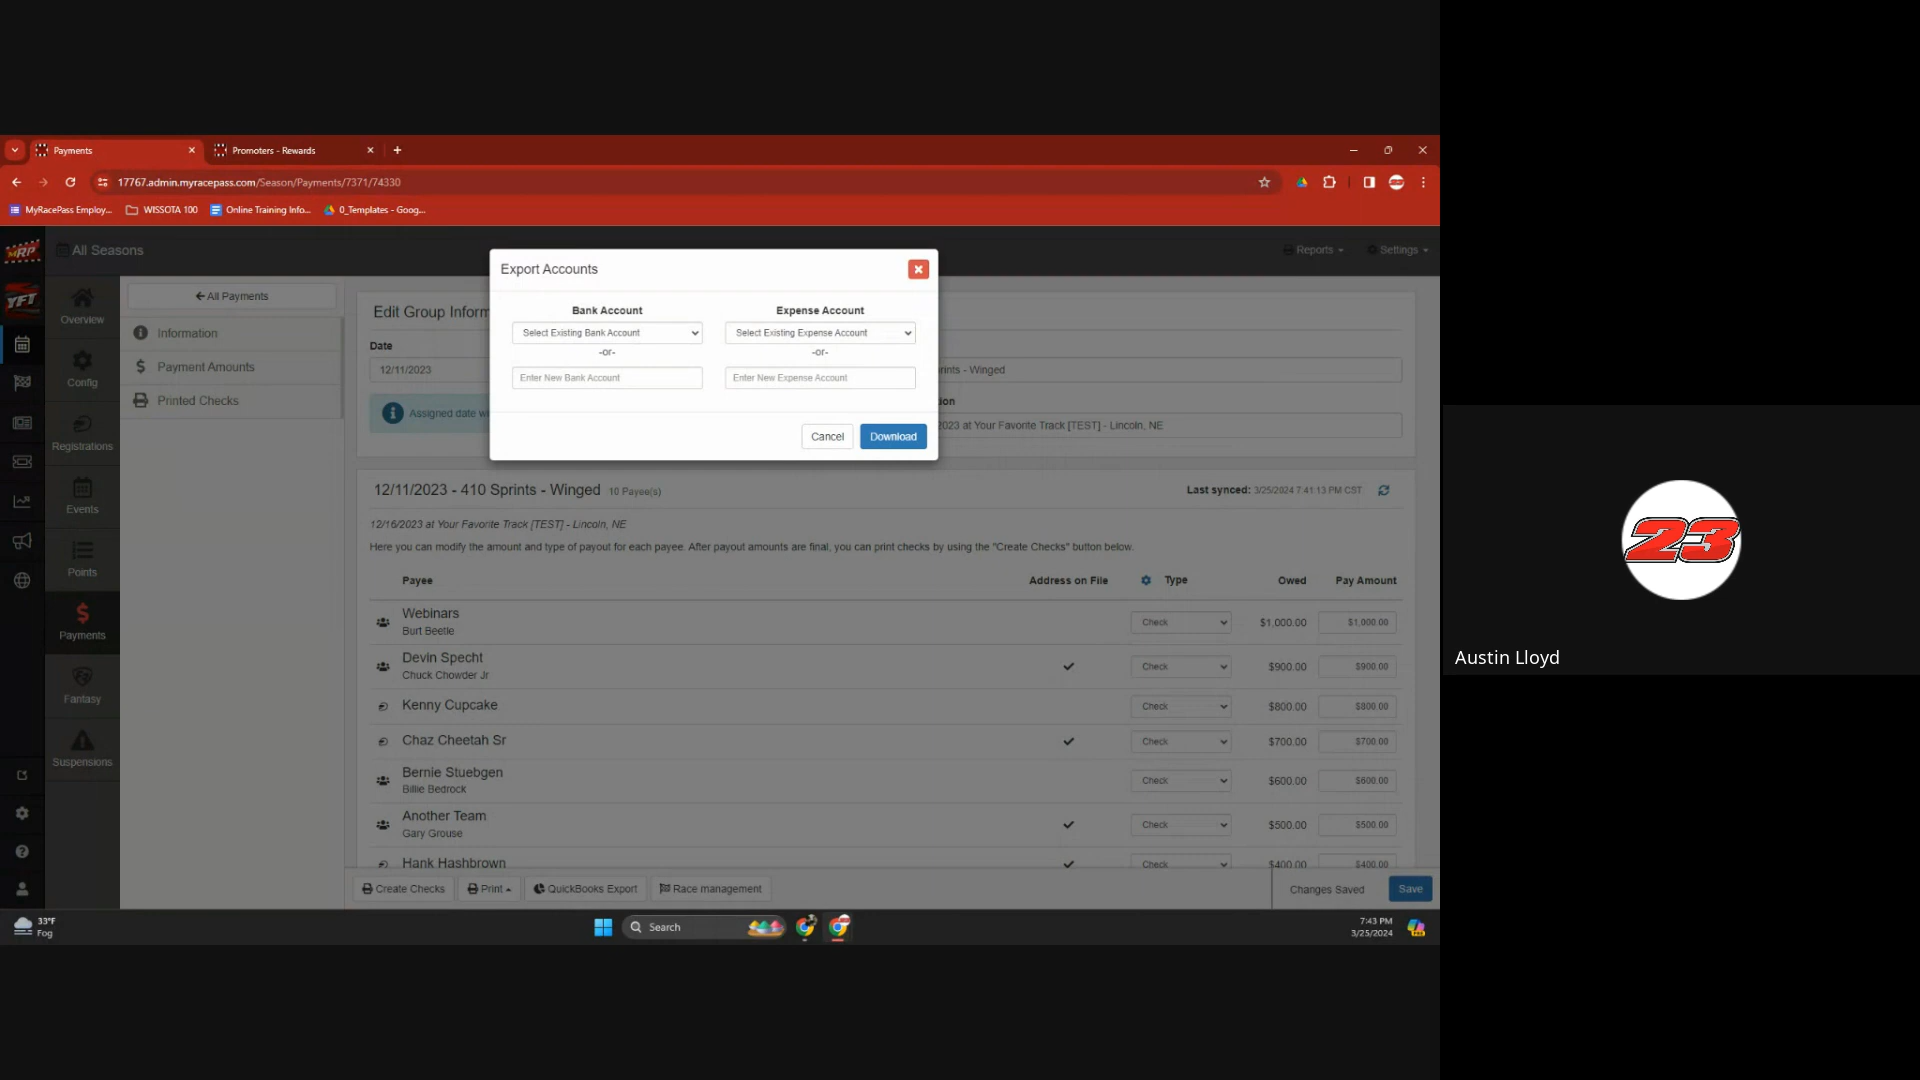 Payments
Promoters - Rewards
17767.admin.myracepass.com/Season/Payments/7371/74330
MyRacePass Employ...
WISSOTA 100
Online Training Info...
0_Templates - Goog...
MRP
All Seasons
Reports
Settings
YFT
Overview
Config
Registrations
Events
Points
Payments
Fantasy
Suspensions
All Payments
Information
Payment Amounts
Printed Checks
Export Accounts
Bank Account
Expense Account
Select Existing Bank Account
Select Existing Expense Account
-or-
-or-
Enter New Bank Account
Enter New Expense Account
Cancel
Download
Edit Group Inform
Date
12/11/2023
rints - Winged
Assigned date w
ion
2023 at Your Favorite Track [TEST] - Lincoln, NE
12/11/2023 - 410 Sprints - Winged 10 Payee(s)
Last synced: 3/25/2024 7:41:13 PM CST
12/16/2023 at Your Favorite Track [TEST] - Lincoln, NE
Here you can modify the amount and type of payout for each payee. After payout amounts are final, you can print checks by using the "Create Checks" button below.
Payee Address on File Type Owed Pay Amount
Webinars
Burt Beetle
Check $1,000.00 $1,000.00
Devin Specht
Chuck Chowder Jr
Check $900.00 $900.00
Kenny Cupcake
Check $800.00 $800.00
Chaz Cheetah Sr
Check $700.00 $700.00
Bernie Stuebgen
Billie Bedrock
Check $600.00 $600.00
Another Team
Gary Grouse
Check $500.00 $500.00
Hank Hashbrown
Check $400.00 $400.00
Create Checks
Print
QuickBooks Export
Race management
Changes Saved
Save
33°F
Fog
Search
7:43 PM
3/25/2024
23
Austin Lloyd